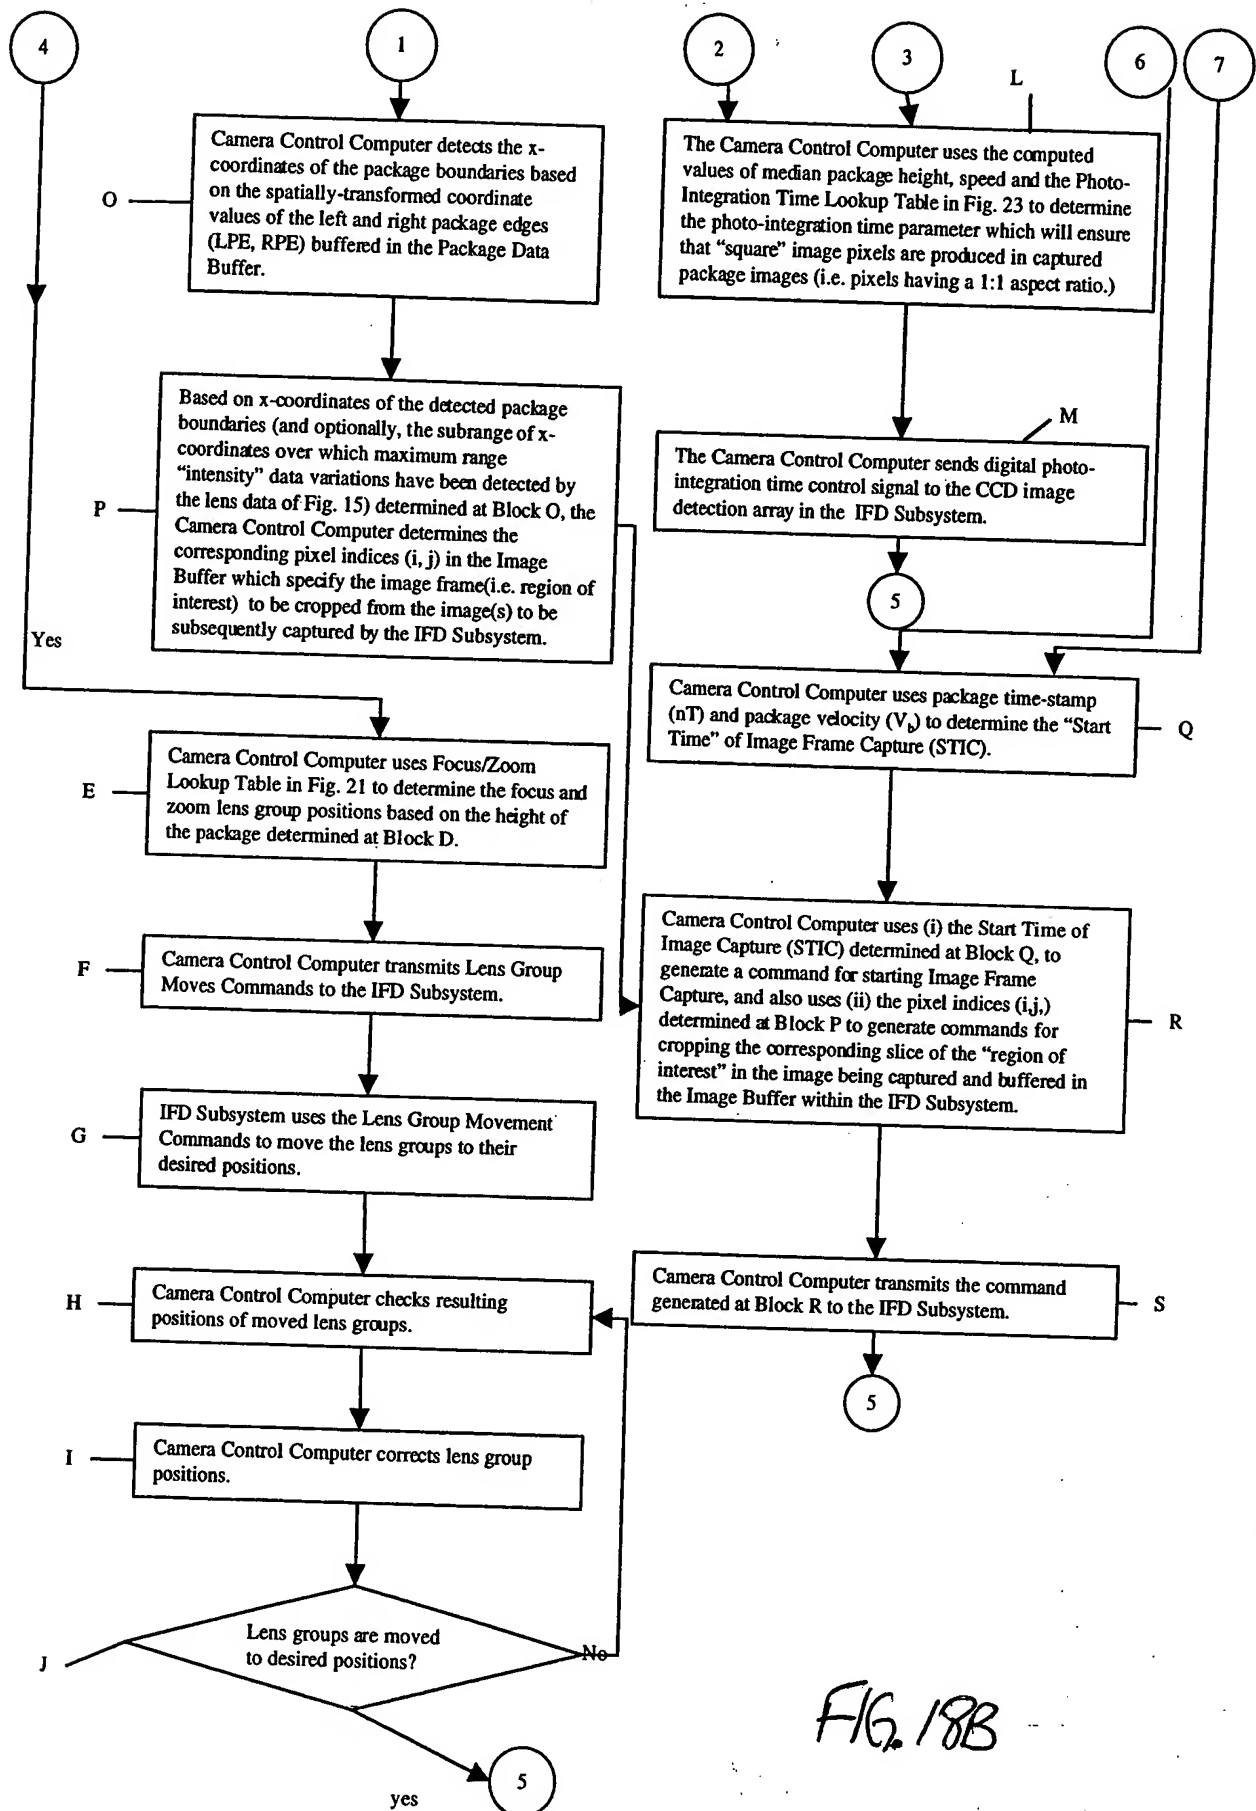 4
1
2
3
6
7
L
O
Camera Control Computer detects the x-
coordinates of the package boundaries based
on the spatially-transformed coordinate
values of the left and right package edges
(LPE, RPE) buffered in the Package Data
Buffer.
The Camera Control Computer uses the computed
values of median package height, speed and the Photo-
Integration Time Lookup Table in Fig. 23 to determine
the photo-integration time parameter which will ensure
that “square” image pixels are produced in captured
package images (i.e. pixels having a 1:1 aspect ratio.)
P
Based on x-coordinates of the detected package
boundaries (and optionally, the subrange of x-
coordinates over which maximum range
“intensity” data variations have been detected by
the lens data of Fig. 15) determined at Block O, the
Camera Control Computer determines the
corresponding pixel indices (i, j) in the Image
Buffer which specify the image frame(i.e. region of
interest) to be cropped from the image(s) to be
subsequently captured by the IFD Subsystem.
M
The Camera Control Computer sends digital photo-
integration time control signal to the CCD image
detection array in the IFD Subsystem.
5
Yes
Camera Control Computer uses package time-stamp
(nT) and package velocity (Vb) to determine the “Start
Time” of Image Frame Capture (STIC).
Q
E
Camera Control Computer uses Focus/Zoom
Lookup Table in Fig. 21 to determine the focus and
zoom lens group positions based on the height of
the package determined at Block D.
F
Camera Control Computer transmits Lens Group
Moves Commands to the IFD Subsystem.
Camera Control Computer uses (i) the Start Time of
Image Capture (STIC) determined at Block Q, to
generate a command for starting Image Frame
Capture, and also uses (ii) the pixel indices (i,j,)
determined at Block P to generate commands for
cropping the corresponding slice of the “region of
interest” in the image being captured and buffered in
the Image Buffer within the IFD Subsystem.
R
G
IFD Subsystem uses the Lens Group Movement
Commands to move the lens groups to their
desired positions.
H
Camera Control Computer checks resulting
positions of moved lens groups.
Camera Control Computer transmits the command
generated at Block R to the IFD Subsystem.
S
5
I
Camera Control Computer corrects lens group
positions.
J
Lens groups are moved
to desired positions?
No
yes
5
FIG. 18B